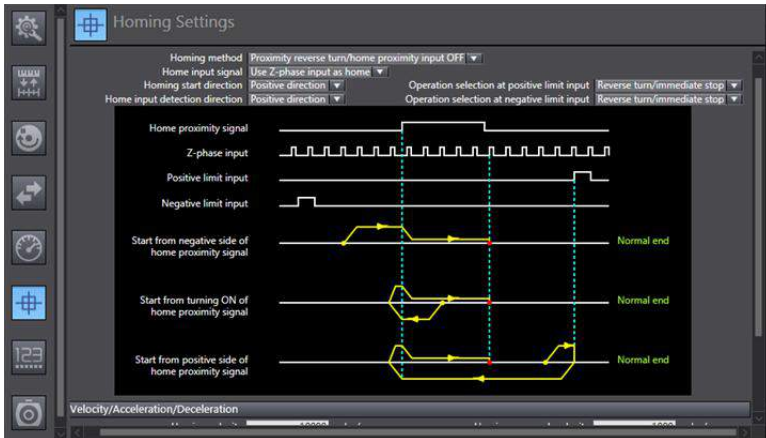 Homing Settings
Homing method Proximity reverse turn/home proximity input OFF
Home input signal Use Z-phase input as home
Homing start direction Positive direction Operation selection at positive limit input Reverse turn/immediate stop
Home input detection direction Positive direction Operation selection at negative limit input Reverse turn/immediate stop
Home proximity signal
Z-phase input
Positive limit input
Negative limit input
Start from negative side of
home proximity signal
Normal end
Start from turning ON of
home proximity signal
Normal end
Start from positive side of
home proximity signal
Normal end
123
Velocity/Acceleration/Deceleration